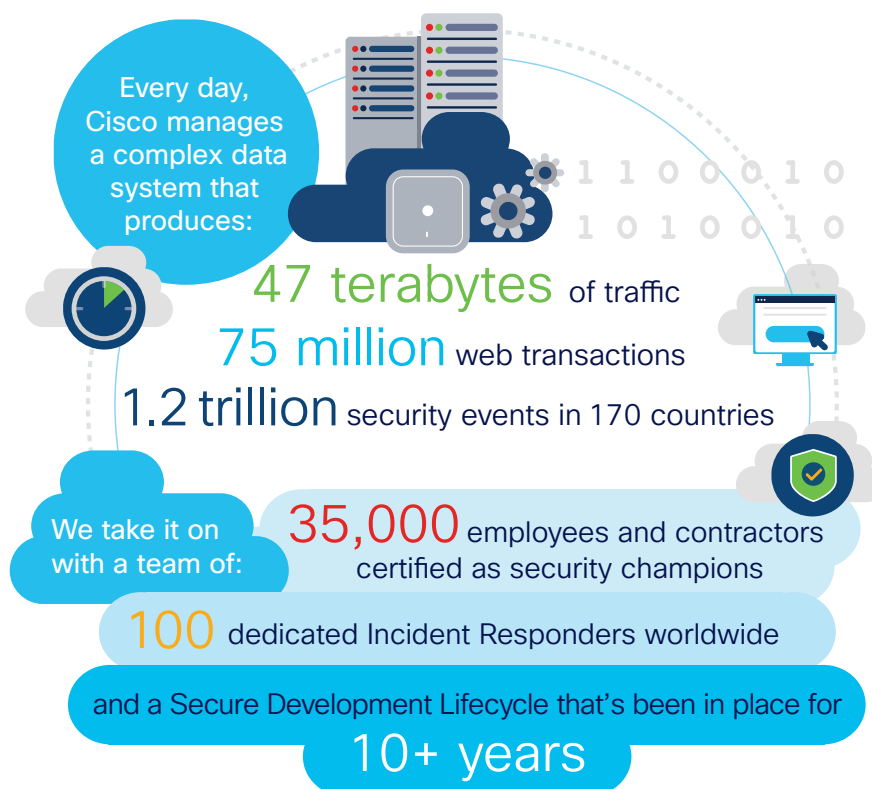 Every day,
Cisco manages
a complex data
system that
produces:
1 1 0 0 0 1 0
1 0 1 0 0 1 0
47 terabytes of traffic
75 million web transactions
1.2 trillion security events in 170 countries
We take it on
with a team of:
35,000 employees and contractors
certified as security champions
100 dedicated Incident Responders worldwide
and a Secure Development Lifecycle that's been in place for
10+ years